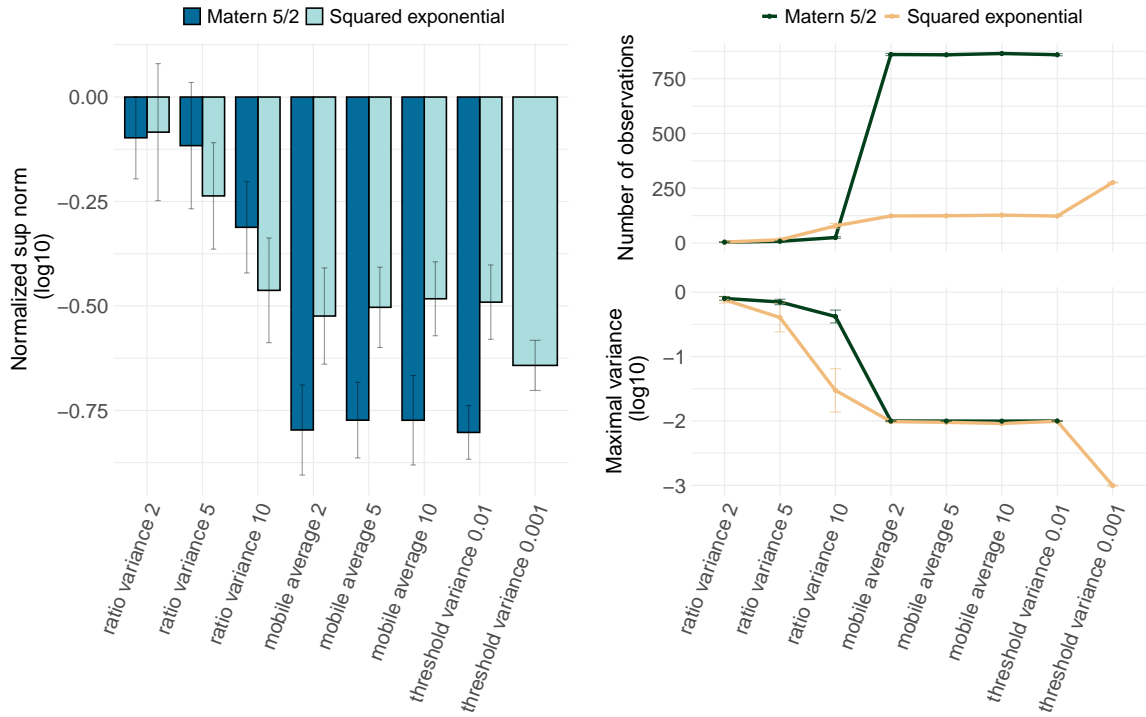 Matern 5/2 Squared exponential
Normalized sup norm
(log10)
0.00
−0.25
−0.50
−0.75
ratio variance 2
ratio variance 5
ratio variance 10
mobile average 2
mobile average 5
mobile average 10
threshold variance 0.01
threshold variance 0.001
Matern 5/2 Squared exponential
Number of observations
750
500
250
0
Maximal variance
(log10)
0
−1
−2
−3
ratio variance 2
ratio variance 5
ratio variance 10
mobile average 2
mobile average 5
mobile average 10
threshold variance 0.01
threshold variance 0.001